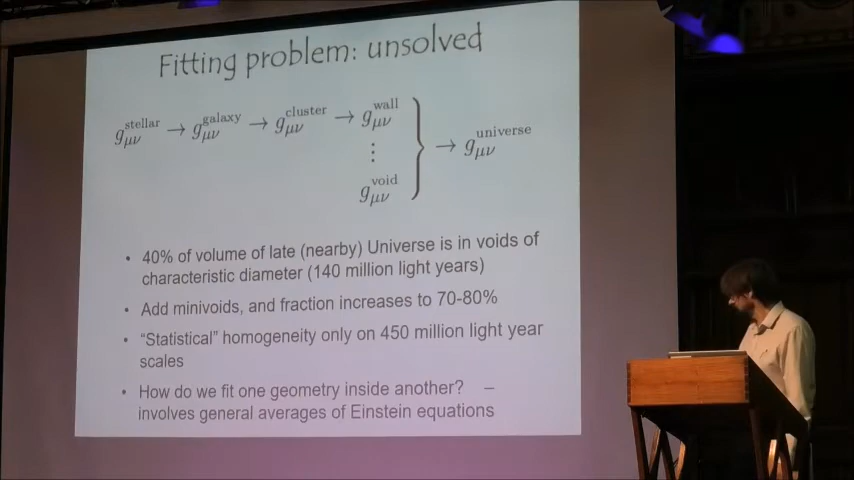 Fitting problem: unsolved
g_{μν}^{stellar} → g_{μν}^{galaxy} → g_{μν}^{cluster} → g_{μν}^{wall}
⋮ } → g_{μν}^{universe}
g_{μν}^{void}
• 40% of volume of late (nearby) Universe is in voids of
characteristic diameter (140 million light years)
• Add minivoids, and fraction increases to 70-80%
• “Statistical” homogeneity only on 450 million light year
scales
• How do we fit one geometry inside another? –
involves general averages of Einstein equations